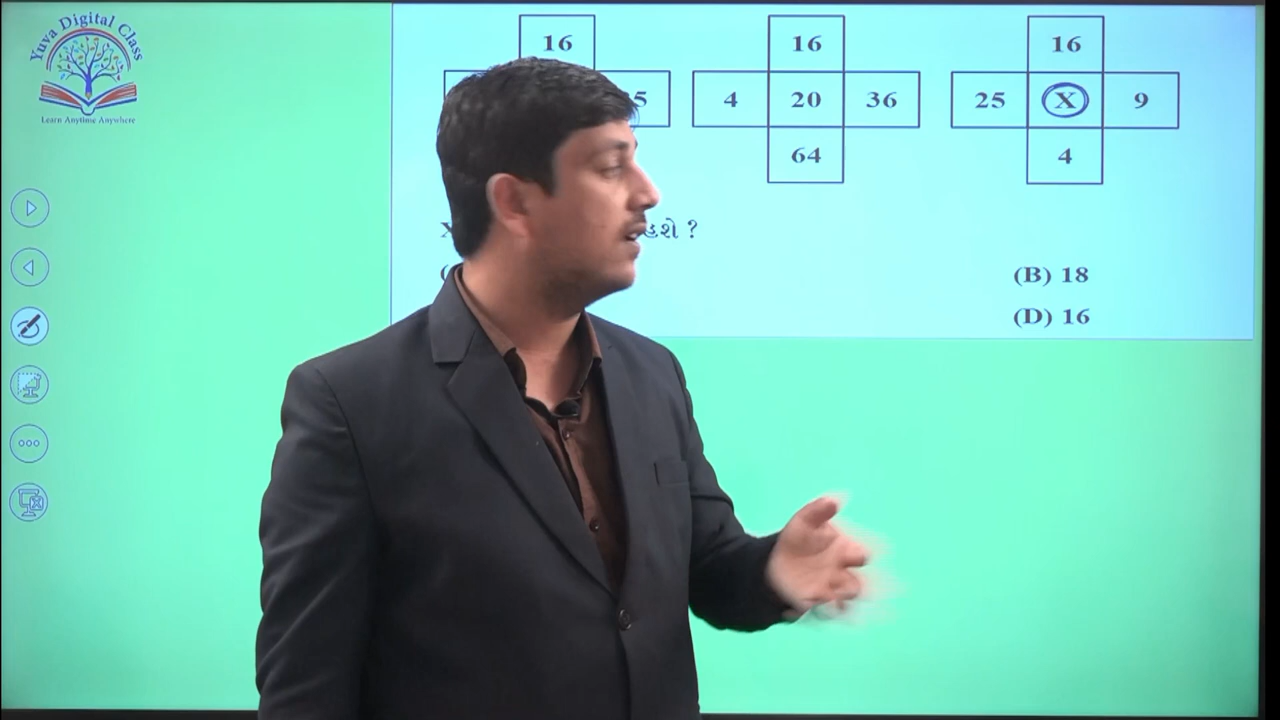 Yuva Digital Class
Learn Anytime Anywhere
16 16 16
5 4 20 36 25 X 9
64 4
X હશે ?
(B) 18
(D) 16